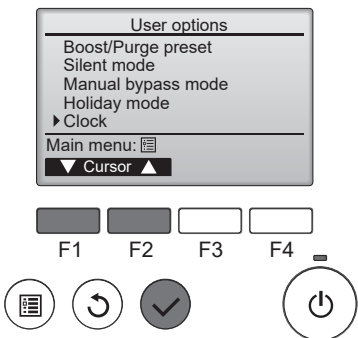 User options
Boost/Purge preset
Silent mode
Manual bypass mode
Holiday mode
Clock
Main menu:
Cursor
F1 F2 F3 F4